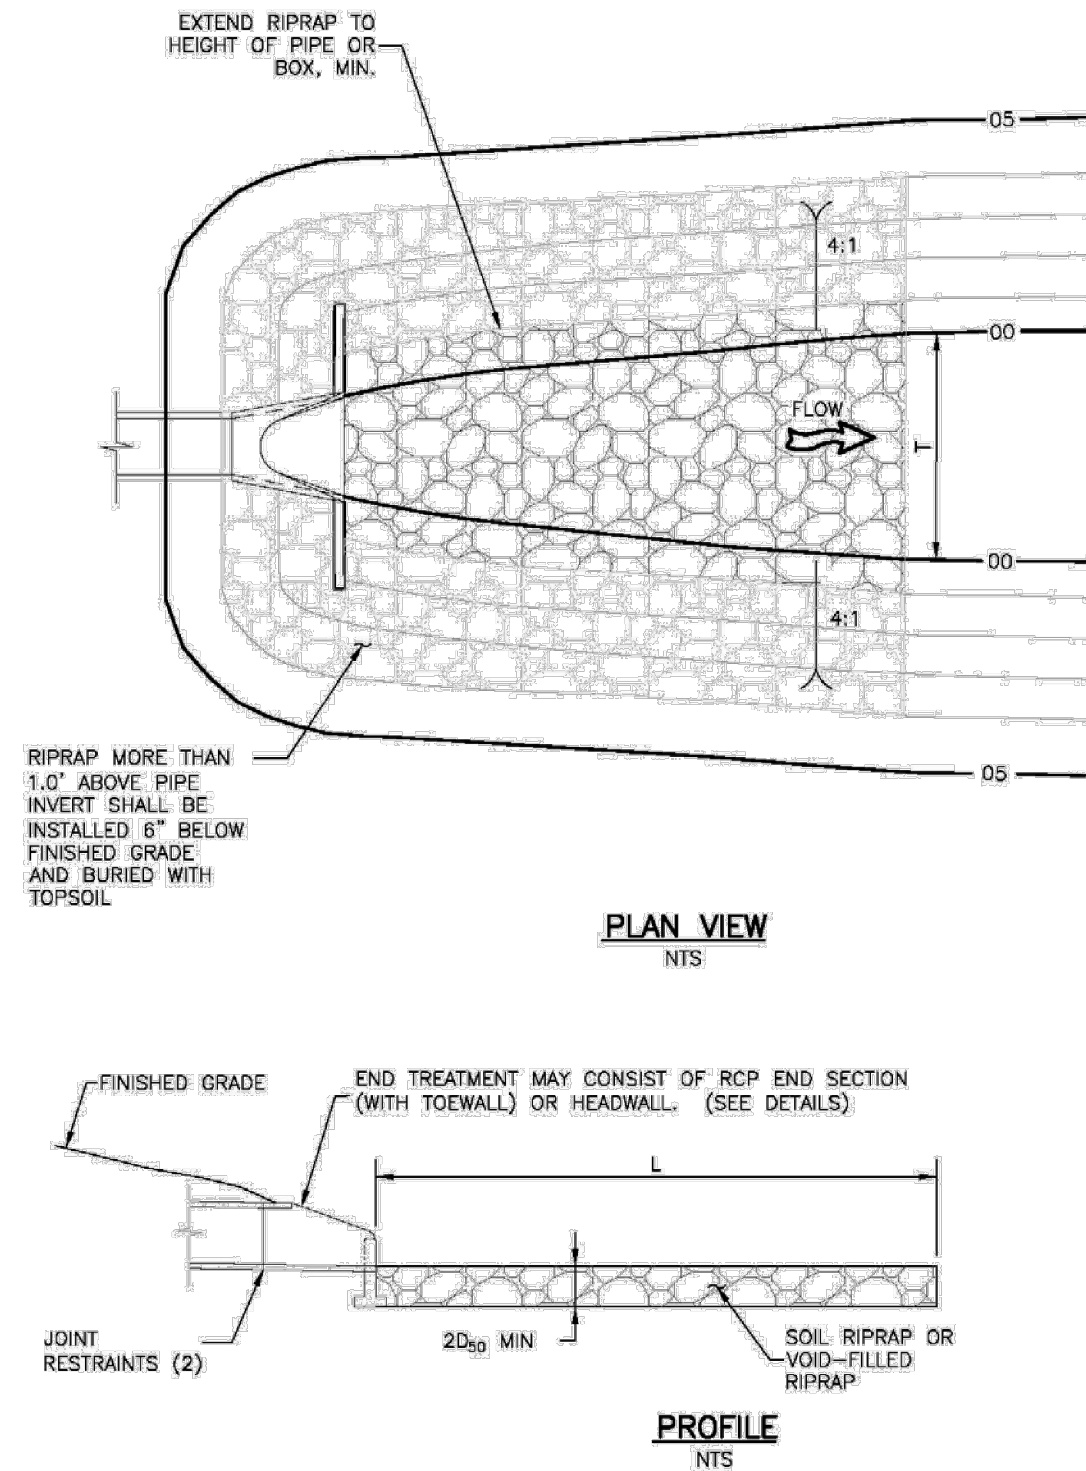 EXTEND RIPRAP TO
HEIGHT OF PIPE OR
BOX, MIN.
05
4:1
00
FLOW
T
00
4:1
05
RIPRAP MORE THAN
1.0' ABOVE PIPE
INVERT SHALL BE
INSTALLED 6" BELOW
FINISHED GRADE
AND BURIED WITH
TOPSOIL
PLAN VIEW
NTS
FINISHED GRADE
END TREATMENT MAY CONSIST OF RCP END SECTION
(WITH TOEWALL) OR HEADWALL. (SEE DETAILS)
L
JOINT
RESTRAINTS (2)
2D50 MIN
SOIL RIPRAP OR
VOID-FILLED
RIPRAP
PROFILE
NTS